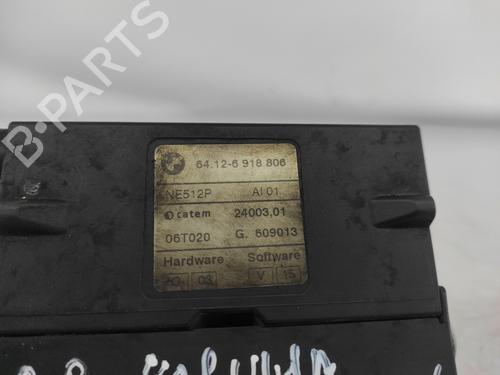 64.12-6 918 806
NE512P AI 01
catem 24003.01
06T020 G. 609013
Hardware Software
03 V 15
B-PARTS